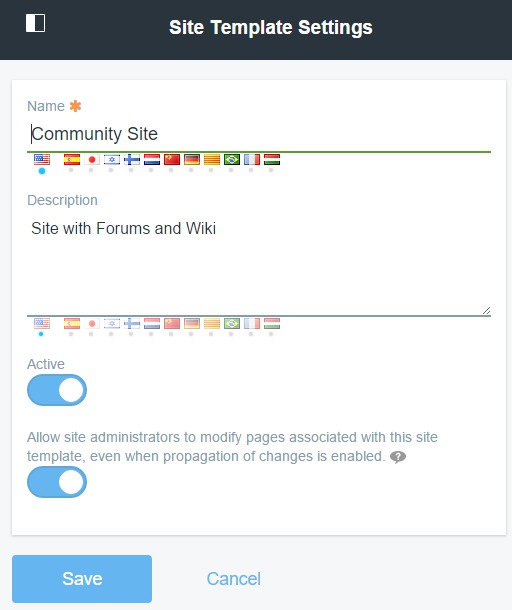 Site Template Settings
Name *
Community Site
Description
Site with Forums and Wiki
Active
Allow site administrators to modify pages associated with this site
template, even when propagation of changes is enabled. ?
Save Cancel